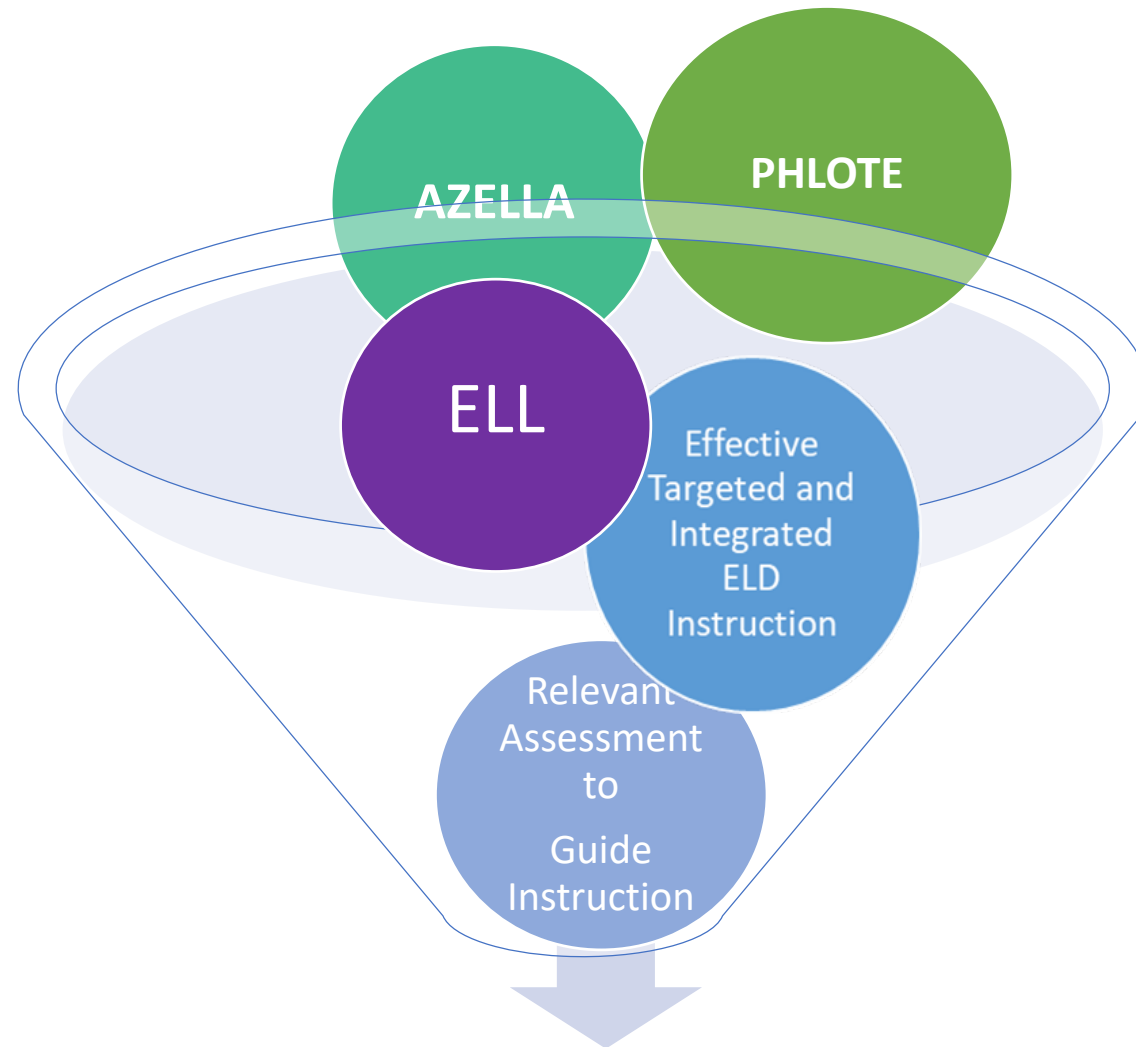 AZELLA
PHLOTE
ELL
Effective
Targeted and
Integrated
ELD
Instruction
Relevant
Assessment
to
Guide
Instruction